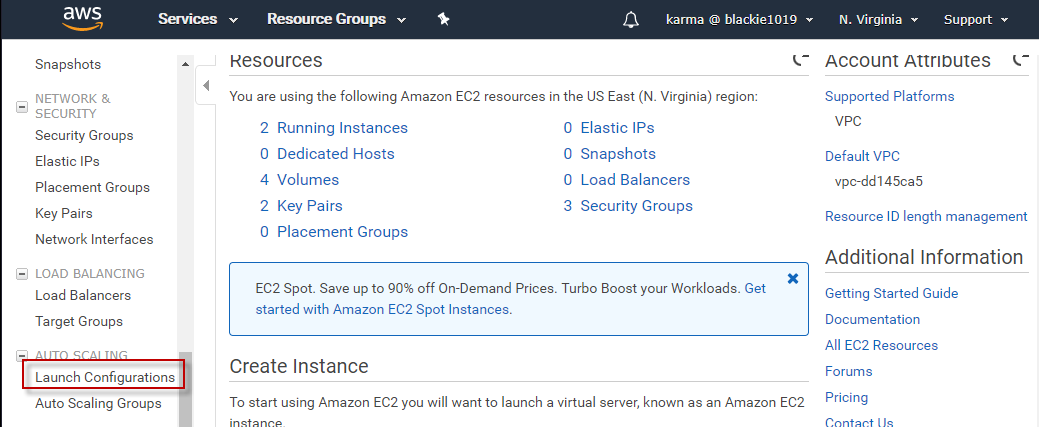 aws
Services
Resource Groups
karma @ blackie1019
N. Virginia
Support
Snapshots
NETWORK &
SECURITY
Security Groups
Elastic IPs
Placement Groups
Key Pairs
Network Interfaces
LOAD BALANCING
Load Balancers
Target Groups
AUTO SCALING
Launch Configurations
Auto Scaling Groups
Resources
You are using the following Amazon EC2 resources in the US East (N. Virginia) region:
2 Running Instances
0 Elastic IPs
0 Dedicated Hosts
0 Snapshots
4 Volumes
0 Load Balancers
2 Key Pairs
3 Security Groups
0 Placement Groups
EC2 Spot. Save up to 90% off On-Demand Prices. Turbo Boost your Workloads. Get
started with Amazon EC2 Spot Instances.
Create Instance
To start using Amazon EC2 you will want to launch a virtual server, known as an Amazon EC2
instance.
Account Attributes
Supported Platforms
VPC
Default VPC
vpc-dd145ca5
Resource ID length management
Additional Information
Getting Started Guide
Documentation
All EC2 Resources
Forums
Pricing
Contact Us